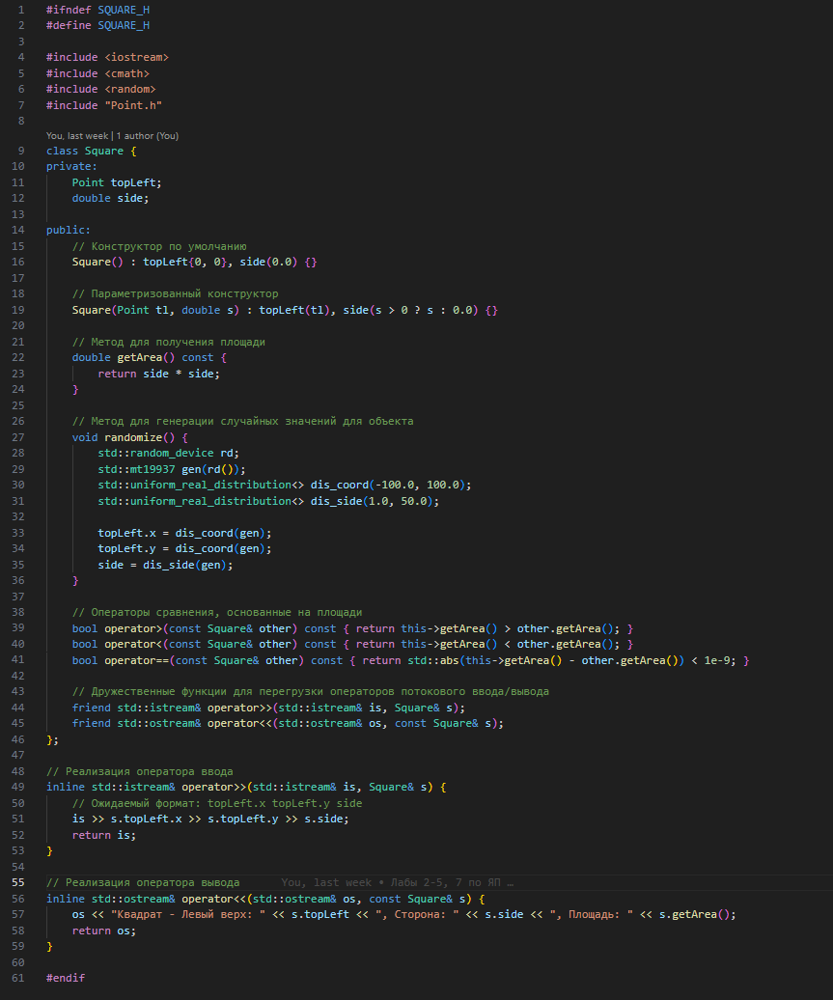 1 #ifndef SQUARE_H
2 #define SQUARE_H
3
4 #include <iostream>
5 #include <cmath>
6 #include <random>
7 #include "Point.h"
8
You, last week | 1 author (You)
9 class Square {
10 private:
11     Point topLeft;
12     double side;
13
14 public:
15     // Конструктор по умолчанию
16     Square() : topLeft{0, 0}, side(0.0) {}
17
18     // Параметризованный конструктор
19     Square(Point tl, double s) : topLeft(tl), side(s > 0 ? s : 0.0) {}
20
21     // Метод для получения площади
22     double getArea() const {
23         return side * side;
24     }
25
26     // Метод для генерации случайных значений для объекта
27     void randomize() {
28         std::random_device rd;
29         std::mt19937 gen(rd());
30         std::uniform_real_distribution<> dis_coord(-100.0, 100.0);
31         std::uniform_real_distribution<> dis_side(1.0, 50.0);
32
33         topLeft.x = dis_coord(gen);
34         topLeft.y = dis_coord(gen);
35         side = dis_side(gen);
36     }
37
38     // Операторы сравнения, основанные на площади
39     bool operator>(const Square& other) const { return this->getArea() > other.getArea(); }
40     bool operator<(const Square& other) const { return this->getArea() < other.getArea(); }
41     bool operator==(const Square& other) const { return std::abs(this->getArea() - other.getArea()) < 1e-9; }
42
43     // Дружественные функции для перегрузки операторов потокового ввода/вывода
44     friend std::istream& operator>>(std::istream& is, Square& s);
45     friend std::ostream& operator<<(std::ostream& os, const Square& s);
46 };
47
48 // Реализация оператора ввода
49 inline std::istream& operator>>(std::istream& is, Square& s) {
50     // Ожидаемый формат: topLeft.x topLeft.y side
51     is >> s.topLeft.x >> s.topLeft.y >> s.side;
52     return is;
53 }
54
55 // Реализация оператора вывода You, last week • Лабы 2-5, 7 по ЯП …
56 inline std::ostream& operator<<(std::ostream& os, const Square& s) {
57     os << "Квадрат - Левый верх: " << s.topLeft << ", Сторона: " << s.side << ", Площадь: " << s.getArea();
58     return os;
59 }
60
61 #endif